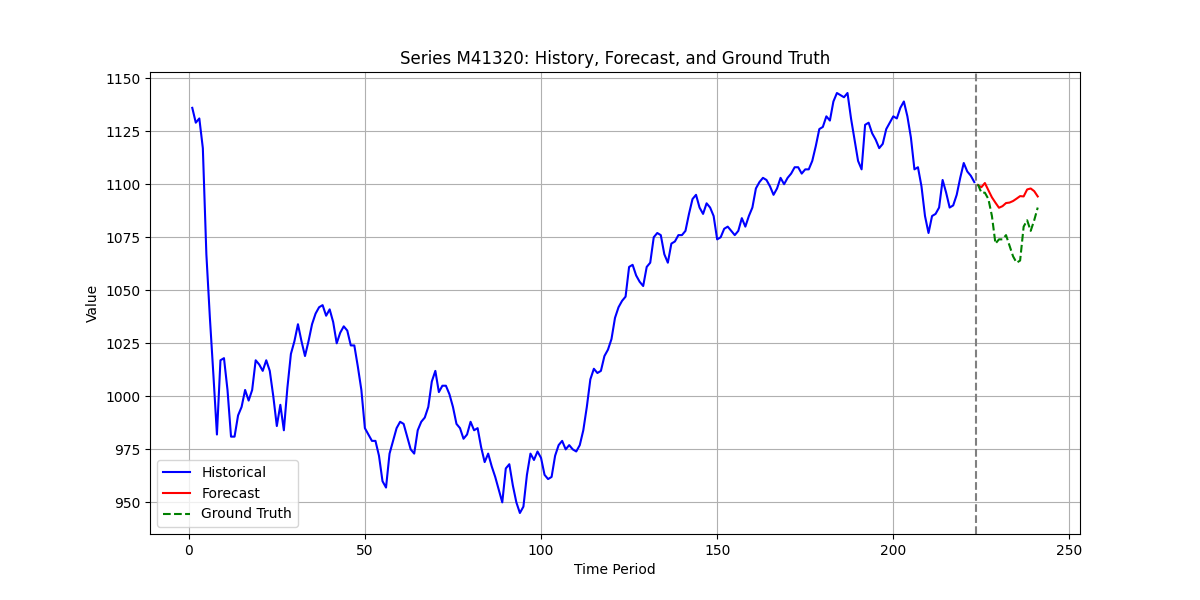 Series M41320: History, Forecast, and Ground Truth
Value
1150
1125
1100
1075
1050
1025
1000
975
950
Historical
Forecast
Ground Truth
0
50
100
150
200
250
Time Period